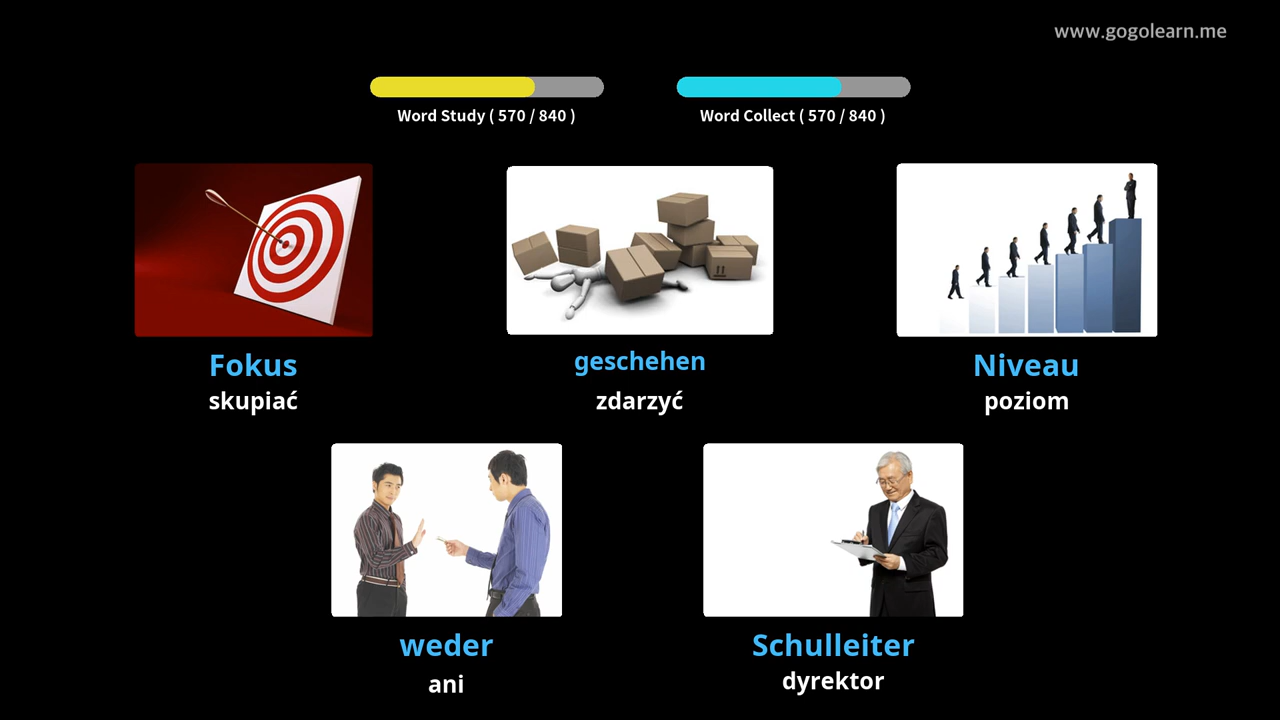 www.gogolearn.me
Word Study ( 570 / 840 )
Word Collect ( 570 / 840 )
Fokus
skupiać
geschehen
zdarzyć
Niveau
poziom
weder
ani
Schulleiter
dyrektor